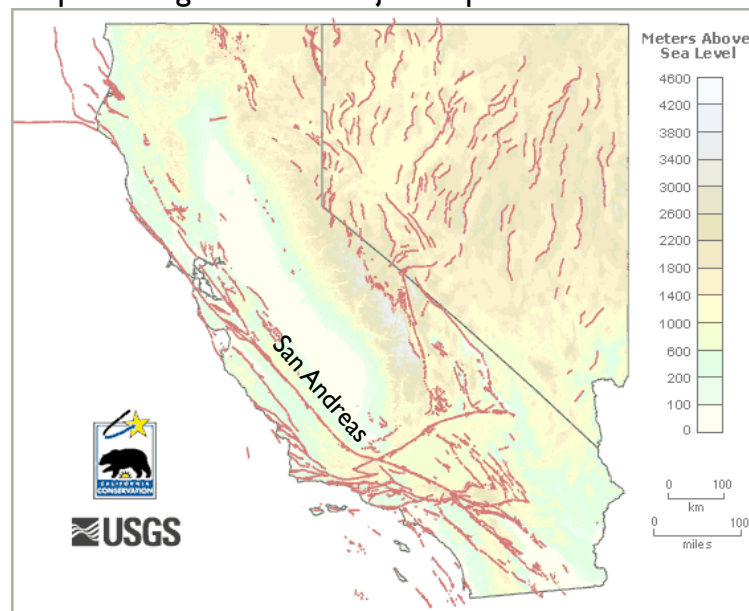 Meters Above
Sea Level
4600
4200
3800
3400
3000
2600
2200
1800
1400
1000
600
200
100
0
San Andreas
CALIFORNIA
CONSERVATION
USGS
0 100
km
0 100
miles